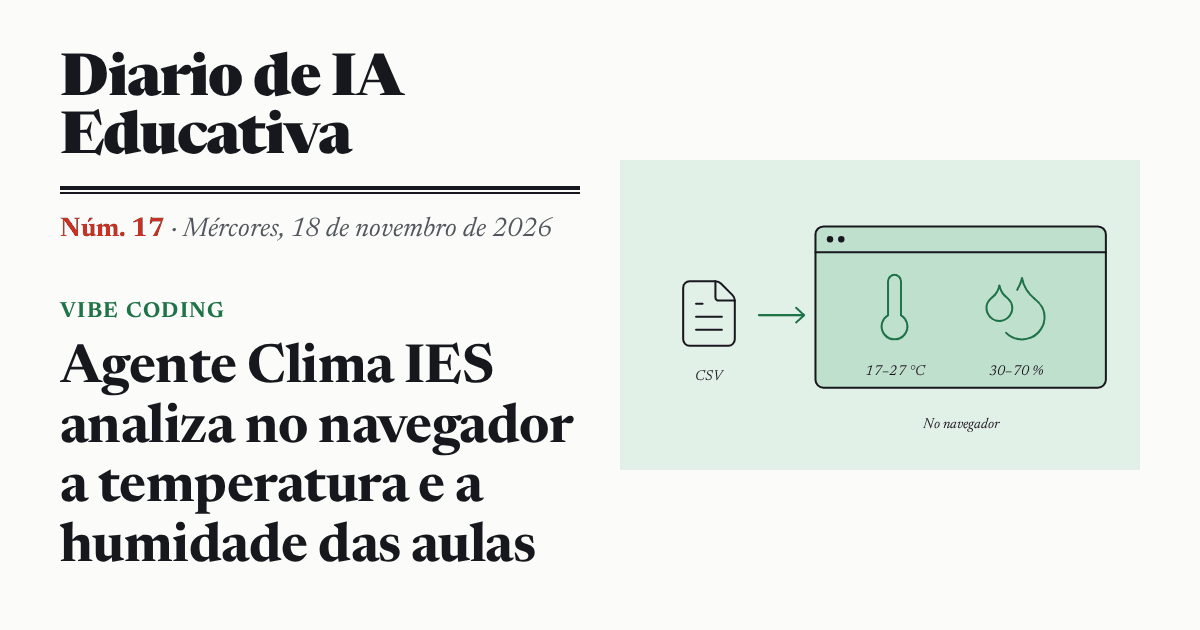 Diario de IA
Educativa
Núm. 17 · Mércores, 18 de novembro de 2026
VIBE CODING
Agente Clima IES
analiza no navegador
a temperatura e a
humidade das aulas
CSV
17–27 °C
30–70 %
No navegador